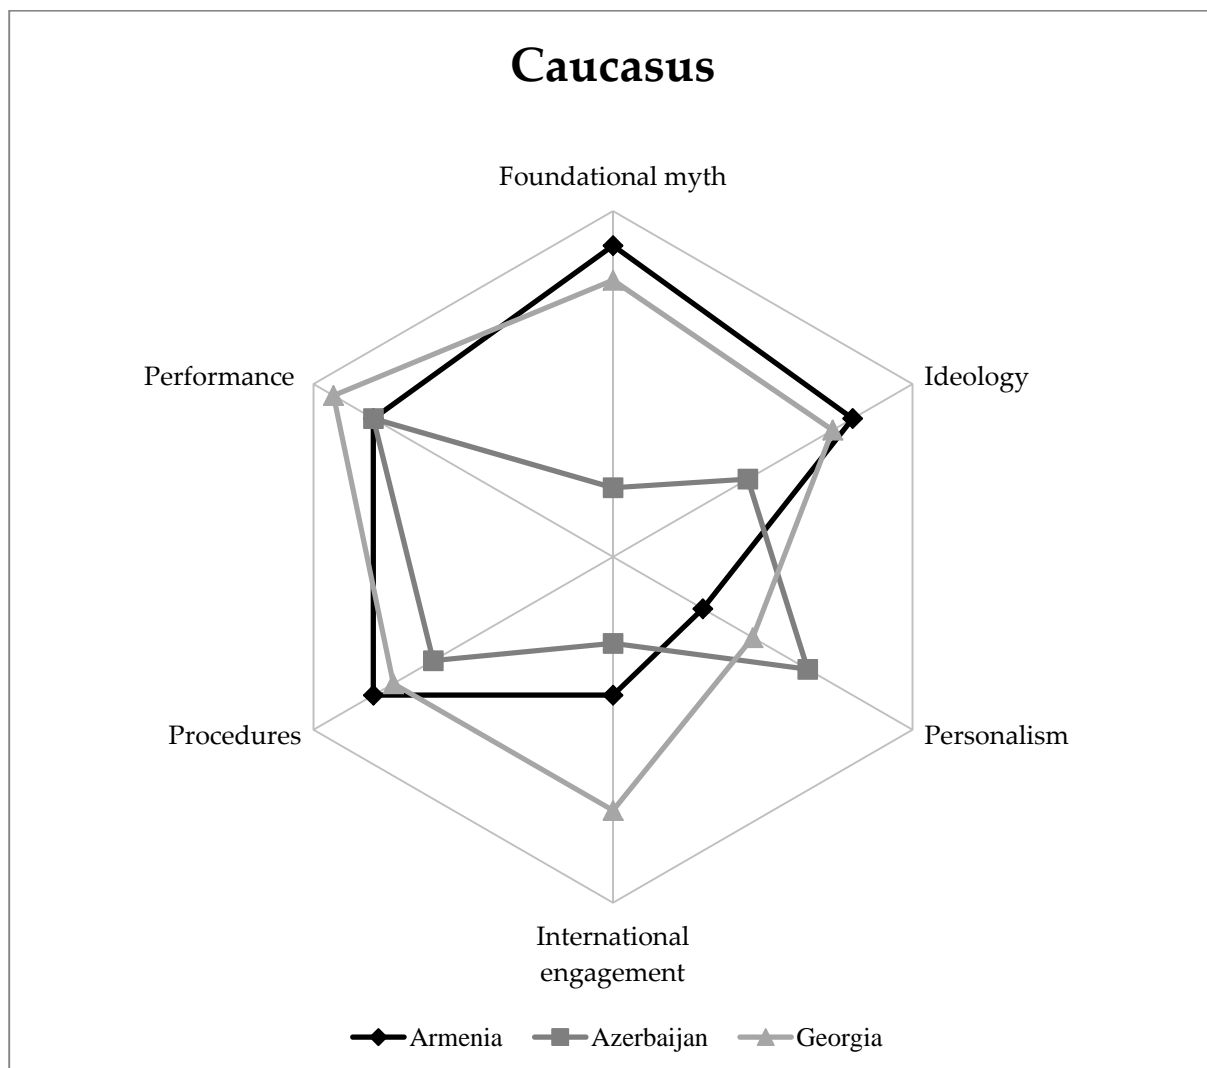 Caucasus
Foundational myth
Performance
Ideology
Procedures
Personalism
International
engagement
Armenia
Azerbaijan
Georgia